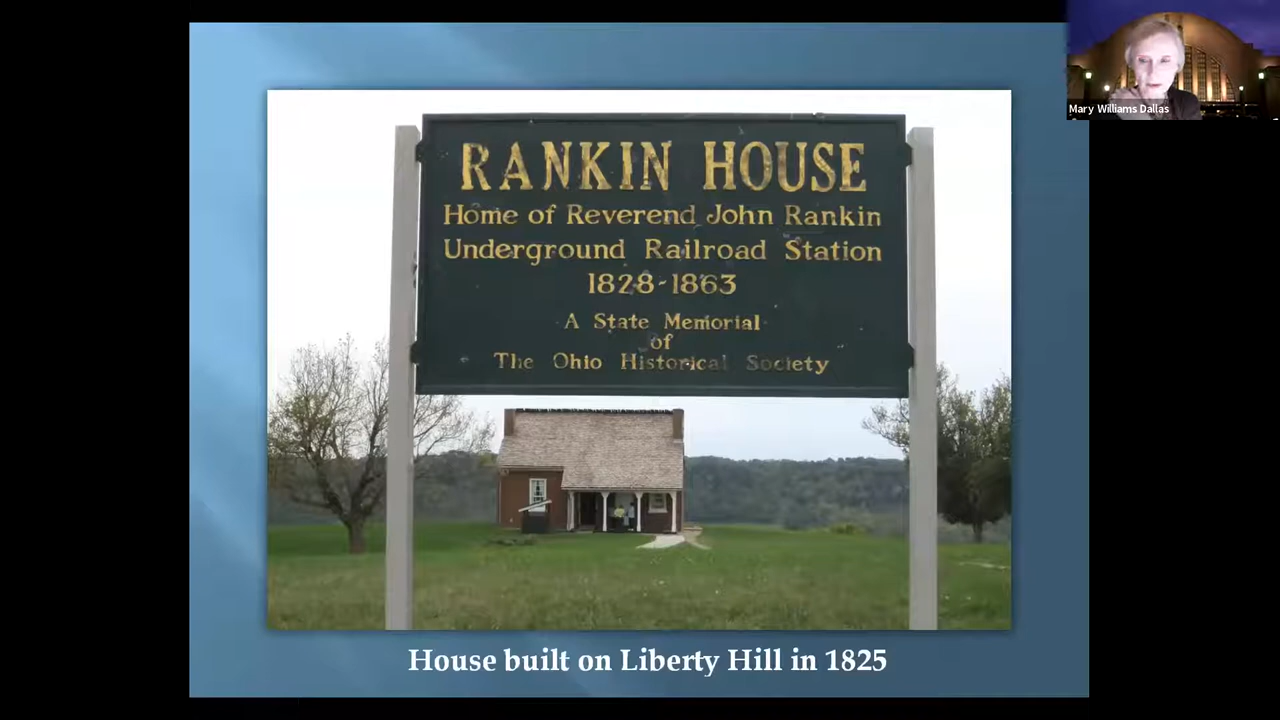 RANKIN HOUSE
Home of Reverend John Rankin
Underground Railroad Station
1828-1863
A State Memorial
of
The Ohio Historical Society
House built on Liberty Hill in 1825
Mary Williams Dallas